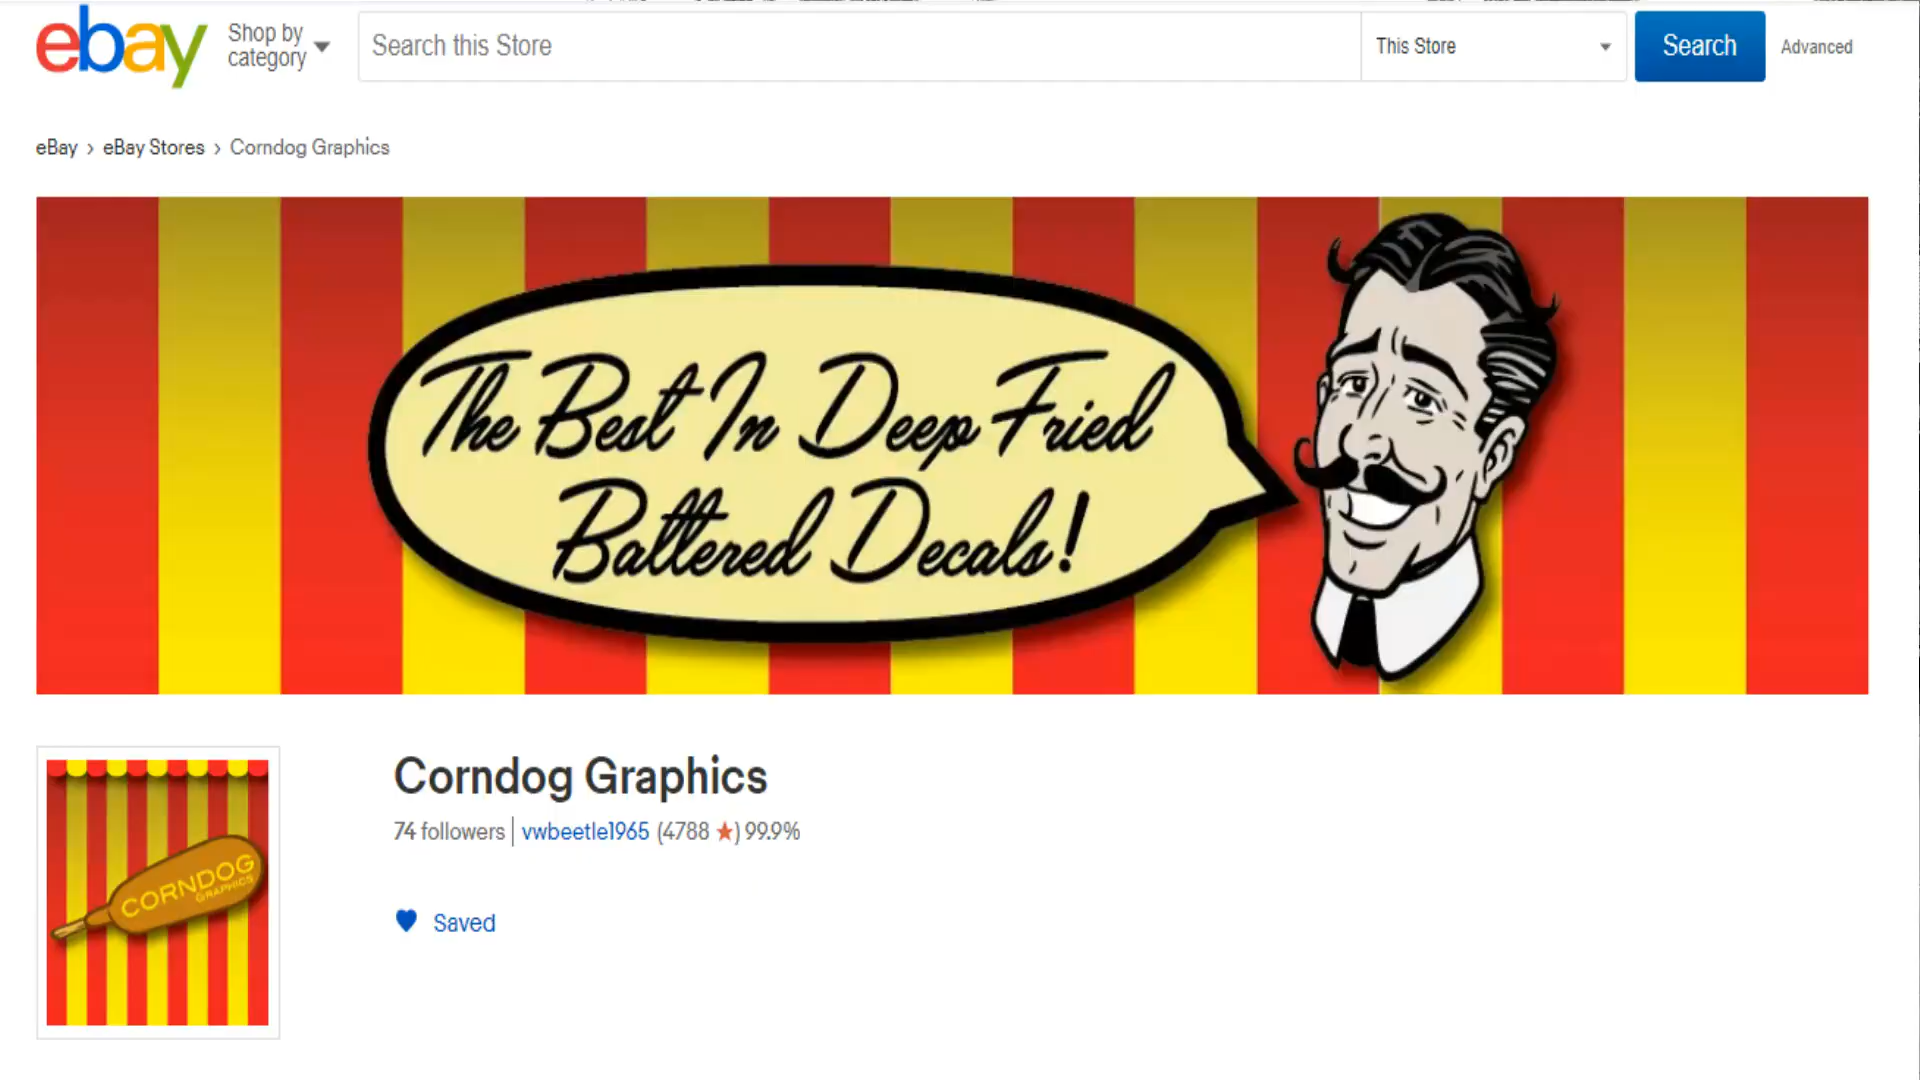 ebay
Shop by
category
Search this Store
This Store
Search
Advanced
eBay › eBay Stores › Corndog Graphics
The Best In Deep Fried
Battered Decals!
CORNDOG
GRAPHICS
Corndog Graphics
74 followers | vwbeetle1965 (4788 ★) 99.9%
Saved